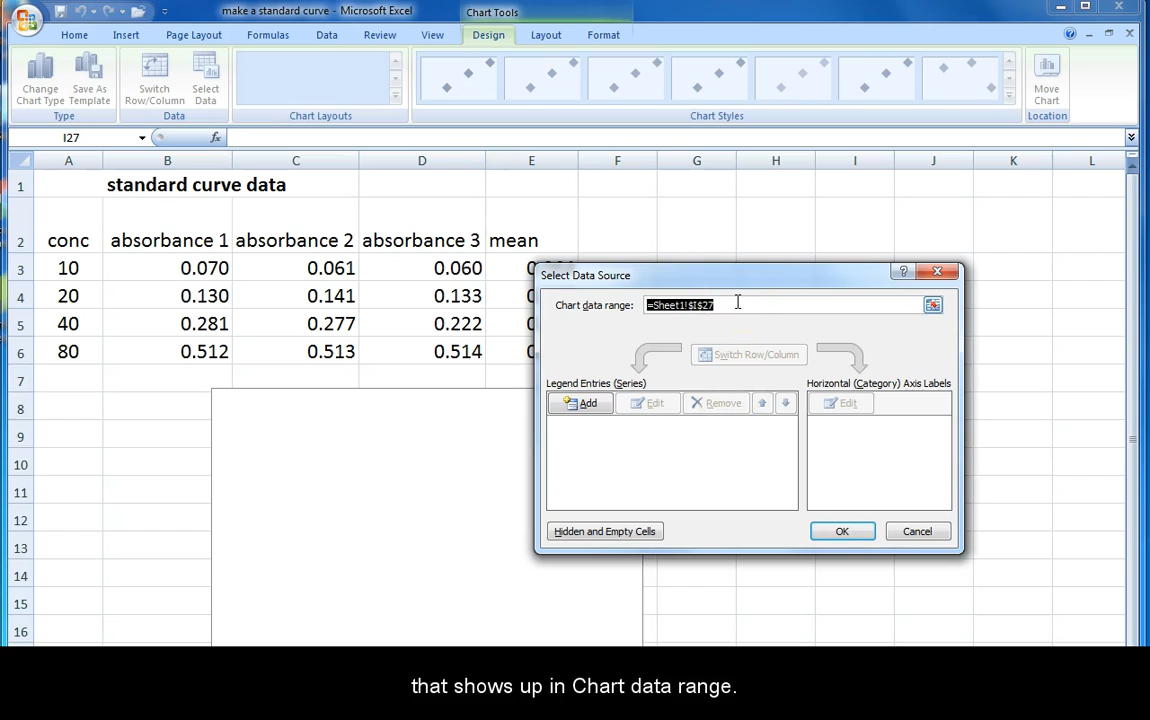 make a standard curve - Microsoft Excel
Chart Tools
Home Insert Page Layout Formulas Data Review View Design Layout Format
Change Chart Type
Save As Template
Switch Row/Column
Select Data
Move Chart
Type Data Chart Layouts Chart Styles Location
I27 fx
A B C D E F G H I J K L
1 standard curve data
2 conc absorbance 1 absorbance 2 absorbance 3 mean
3 10 0.070 0.061 0.060
4 20 0.130 0.141 0.133
5 40 0.281 0.277 0.222
6 80 0.512 0.513 0.514
7
8
9
10
11
12
13
14
15
16
Select Data Source
Chart data range: =Sheet1!$I$27
Switch Row/Column
Legend Entries (Series) Horizontal (Category) Axis Labels
Add Edit Remove Edit
Hidden and Empty Cells OK Cancel
that shows up in Chart data range.